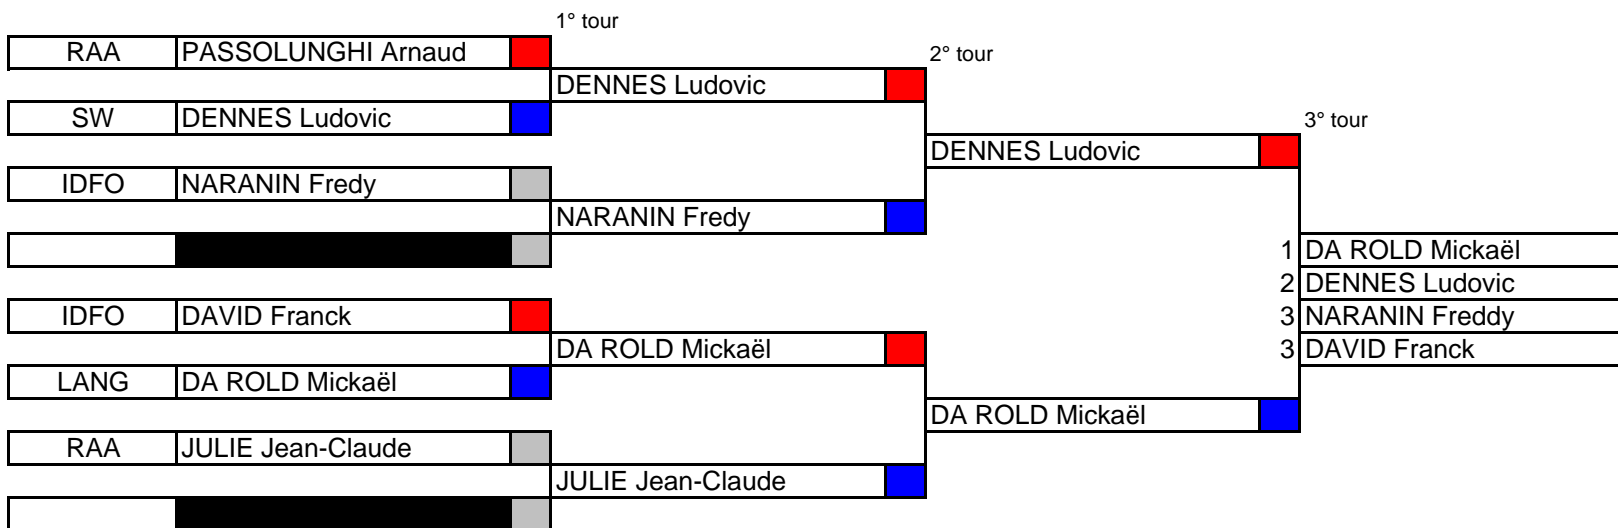 1° tour
RAA PASSOLUNGHI Arnaud
2° tour
DENNES Ludovic
SW DENNES Ludovic
3° tour
DENNES Ludovic
IDFO NARANIN Fredy
NARANIN Fredy
1 DA ROLD Mickaël
2 DENNES Ludovic
IDFO DAVID Franck
3 NARANIN Freddy
DA ROLD Mickaël
3 DAVID Franck
LANG DA ROLD Mickaël
DA ROLD Mickaël
RAA JULIE Jean-Claude
JULIE Jean-Claude